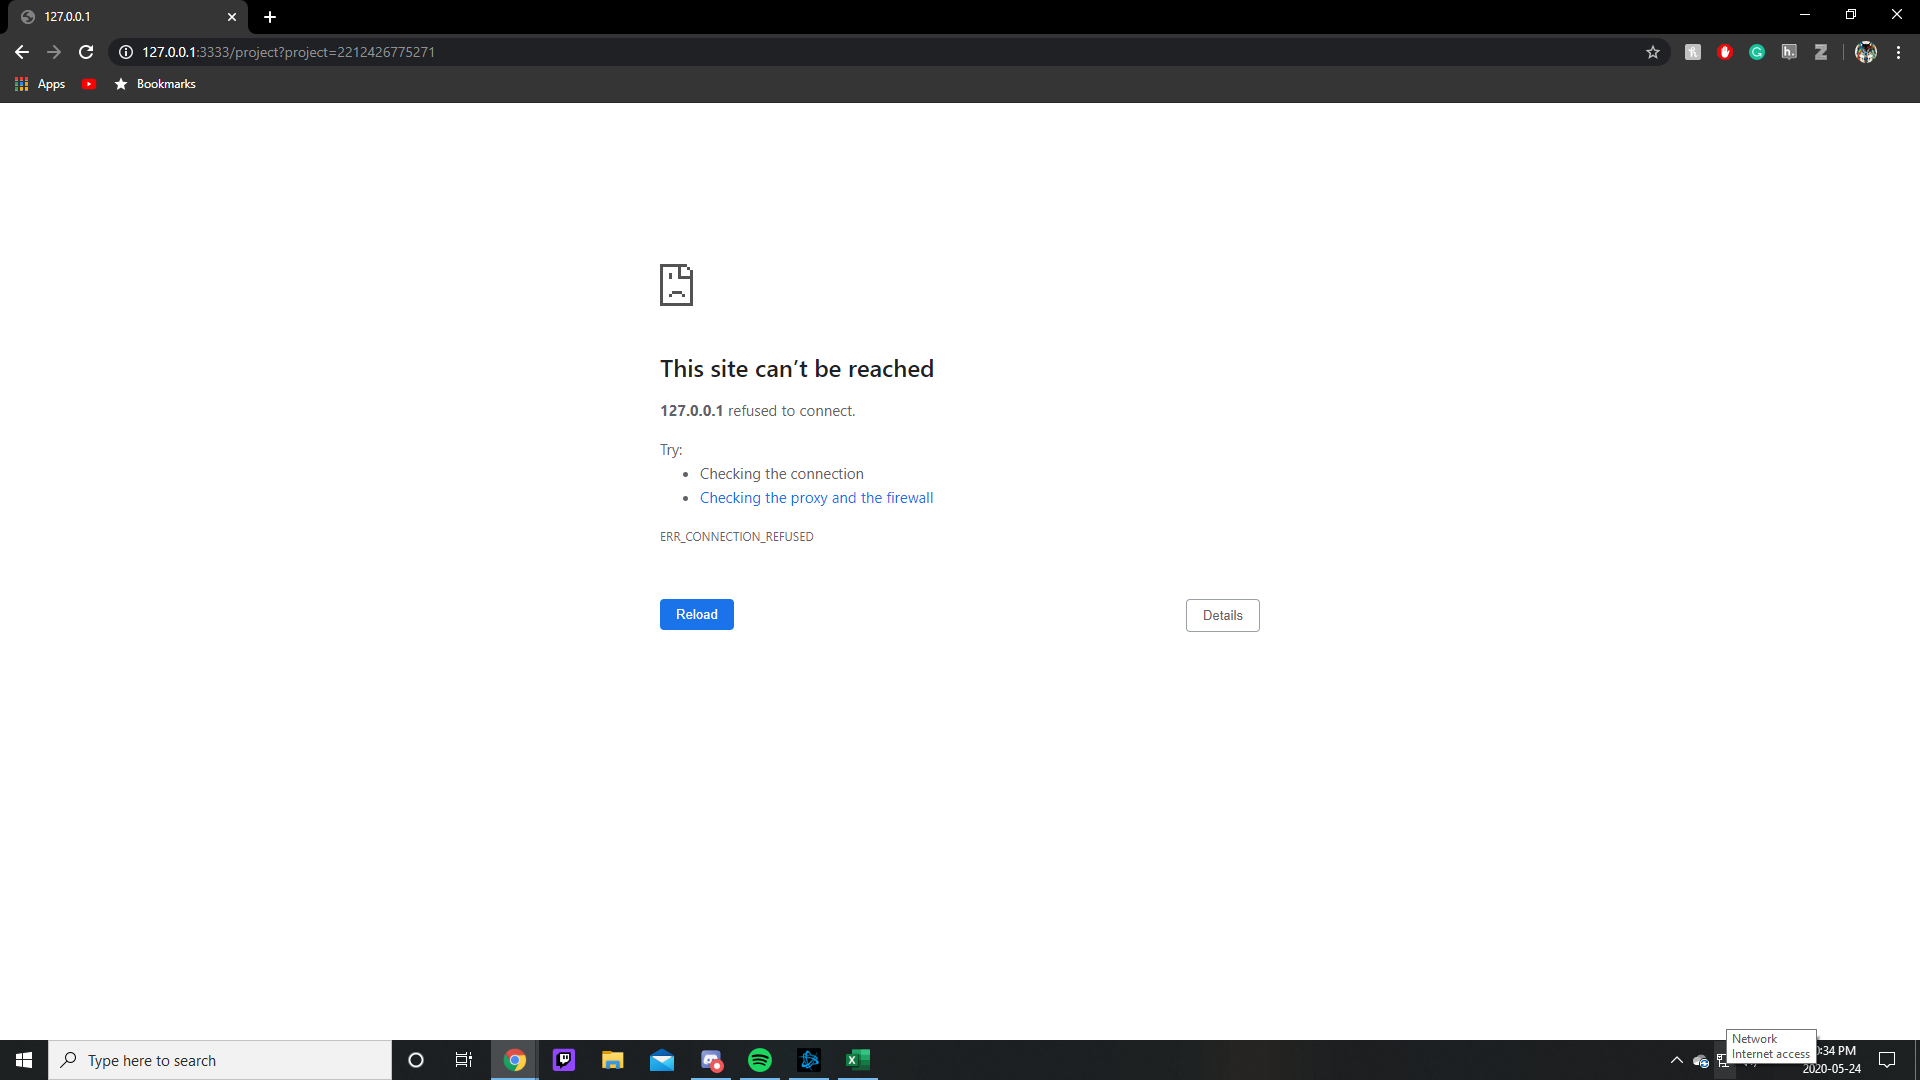 127.0.0.1
127.0.0.1:3333/project?project=2212426775271
Apps
Bookmarks
This site can’t be reached
127.0.0.1 refused to connect.
Try:
Checking the connection
Checking the proxy and the firewall
ERR_CONNECTION_REFUSED
Reload
Details
Type here to search
Network
Internet access
:34 PM
2020-05-24